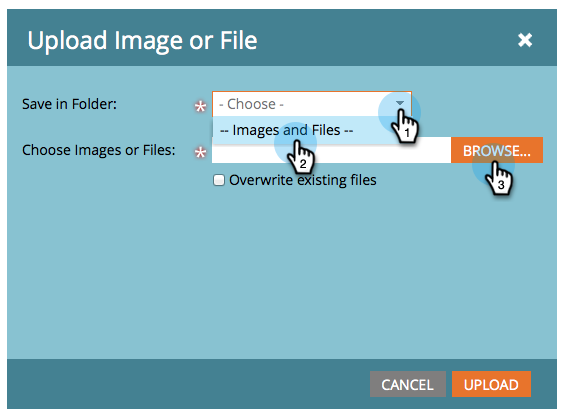 Upload Image or File
Save in Folder: * - Choose -
1
-- Images and Files --
Choose Images or Files: * BROWSE...
2
3
Overwrite existing files
CANCEL UPLOAD